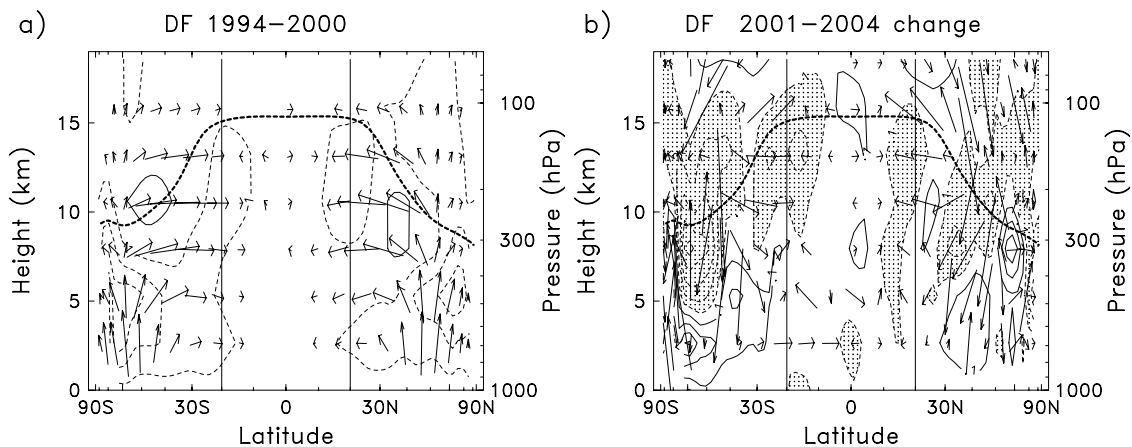 a) DF 1994−2000
15
10
5
0
Height (km)
100
300
1000
Pressure (hPa)
90S 30S 0 30N 90N
Latitude
b) DF 2001−2004 change
15
10
5
0
Height (km)
100
300
1000
Pressure (hPa)
1
90S 30S 0 30N 90N
Latitude